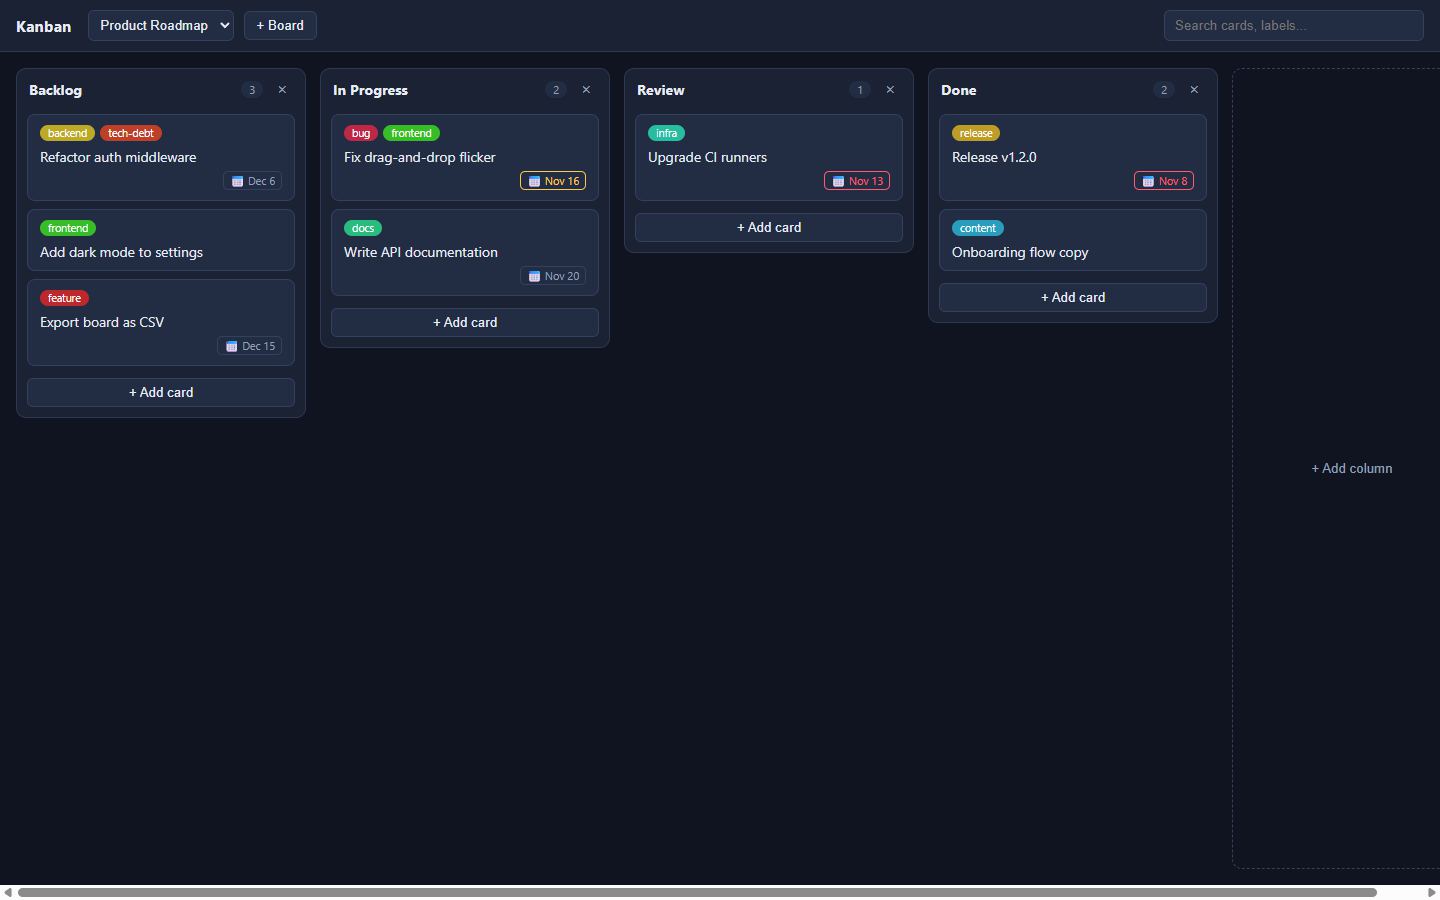 Kanban
Product Roadmap
+ Board
Search cards, labels...
Backlog
3
×
backend
tech-debt
Refactor auth middleware
Dec 6
frontend
Add dark mode to settings
feature
Export board as CSV
Dec 15
+ Add card
In Progress
2
×
bug
frontend
Fix drag-and-drop flicker
Nov 16
docs
Write API documentation
Nov 20
+ Add card
Review
1
×
infra
Upgrade CI runners
Nov 13
+ Add card
Done
2
×
release
Release v1.2.0
Nov 8
content
Onboarding flow copy
+ Add card
+ Add column